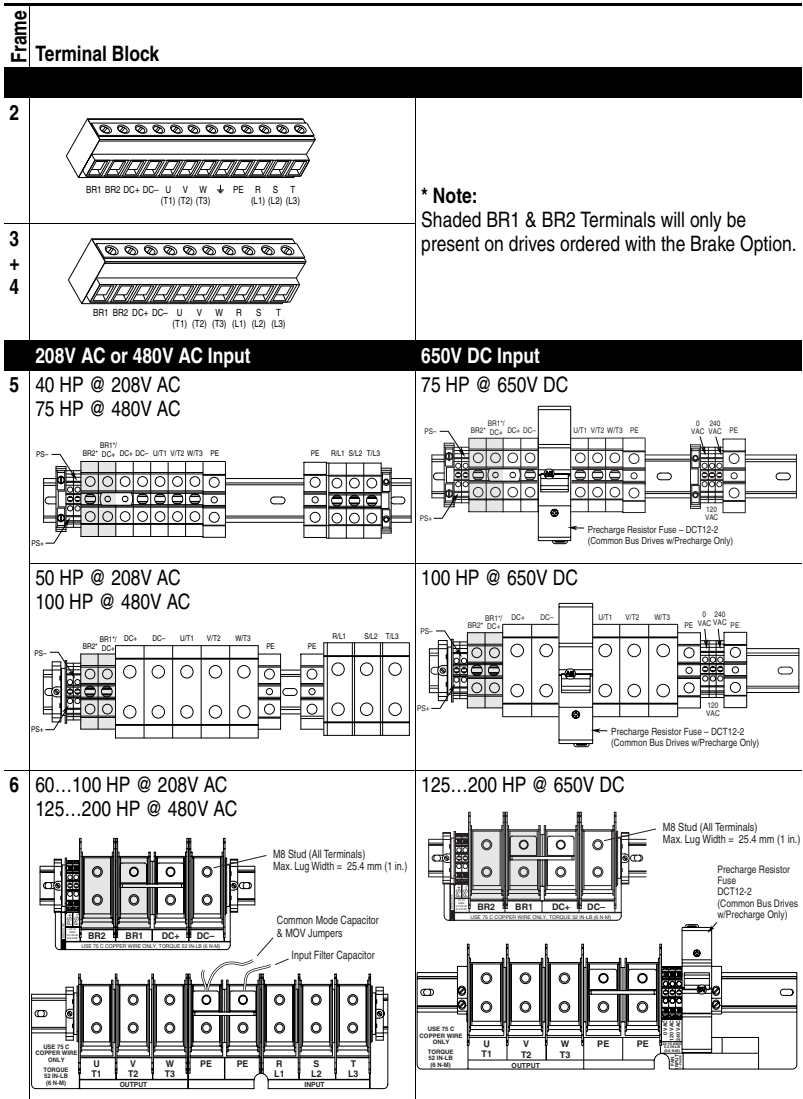 Frame
Terminal Block
2
BR1 BR2 DC+ DC– U V W PE R S T
(T1) (T2) (T3) (L1) (L2) (L3)
* Note:
Shaded BR1 & BR2 Terminals will only be
present on drives ordered with the Brake Option.
3
+
4
BR1 BR2 DC+ DC– U V W R S T
(T1) (T2) (T3) (L1) (L2) (L3)
208V AC or 480V AC Input
650V DC Input
5
40 HP @ 208V AC
75 HP @ 480V AC
PS–
BR1*/
BR2* DC+ DC+ DC– U/T1 V/T2 W/T3 PE
PE R/L1 S/L2 T/L3
PS+
75 HP @ 650V DC
PS–
BR1*/
BR2* DC+ DC+ DC– U/T1 V/T2 W/T3 PE
0 240
VAC VAC PE
120
VAC
PS+
Precharge Resistor Fuse – DCT12-2
(Common Bus Drives w/Precharge Only)
50 HP @ 208V AC
100 HP @ 480V AC
PS–
BR1*/
BR2* DC+ DC+ DC– U/T1 V/T2 W/T3 PE
PE R/L1 S/L2 T/L3
PS+
100 HP @ 650V DC
PS–
BR1*/
BR2* DC+ DC+ DC– U/T1 V/T2 W/T3 PE
0 240
VAC VAC PE
120
VAC
PS+
Precharge Resistor Fuse – DCT12-2
(Common Bus Drives w/Precharge Only)
6
60…100 HP @ 208V AC
125…200 HP @ 480V AC
M8 Stud (All Terminals)
Max. Lug Width = 25.4 mm (1 in.)
BR2 BR1 DC+ DC–
USE 75 C COPPER WIRE ONLY, TORQUE 52 IN-LB (6 N-M)
Common Mode Capacitor
& MOV Jumpers
Input Filter Capacitor
USE 75 C
COPPER WIRE
ONLY
TORQUE
52 IN-LB
(6 N-M)
U V W PE PE R S T
T1 T2 T3 L1 L2 L3
OUTPUT INPUT
125…200 HP @ 650V DC
M8 Stud (All Terminals)
Max. Lug Width = 25.4 mm (1 in.)
BR2 BR1 DC+ DC–
USE 75 C COPPER WIRE ONLY, TORQUE 52 IN-LB (6 N-M)
Precharge Resistor
Fuse
DCT12-2
(Common Bus Drives
w/Precharge Only)
USE 75 C
COPPER WIRE
ONLY
TORQUE
52 IN-LB
(6 N-M)
U V W PE PE
T1 T2 T3
OUTPUT
0 VAC
120 VAC
240 VAC